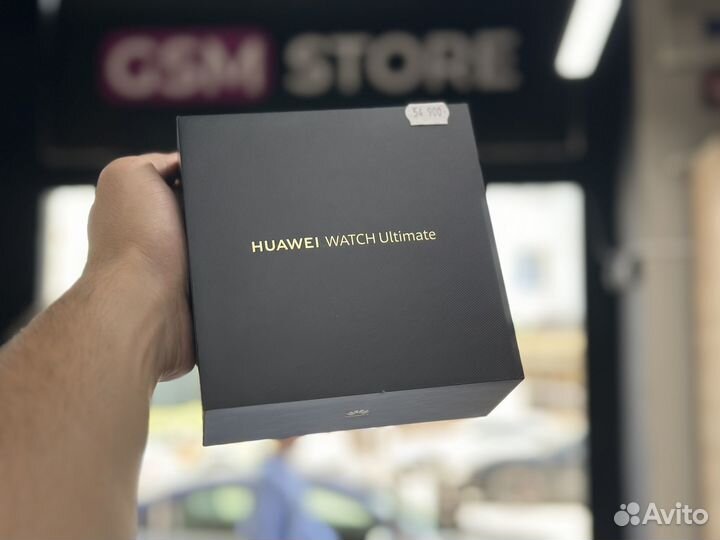 GSM STORE
54 900
HUAWEI WATCH Ultimate
Avito